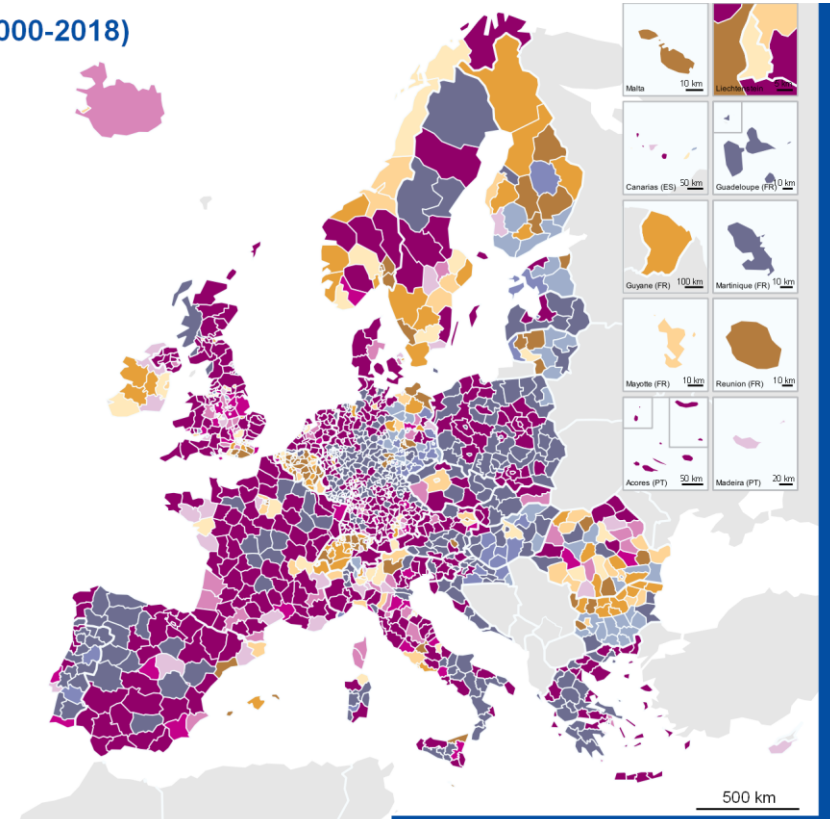 000-2018)
Malta 10 km
Canarias (ES) 50 km
Guadeloupe (FR)
Guyane (FR) 100 km
Martinique (FR) 10 km
Mayotte (FR) 10 km
Reunion (FR) 10 km
Acores (PT) 50 km
Madeira (PT) 20 km
500 km